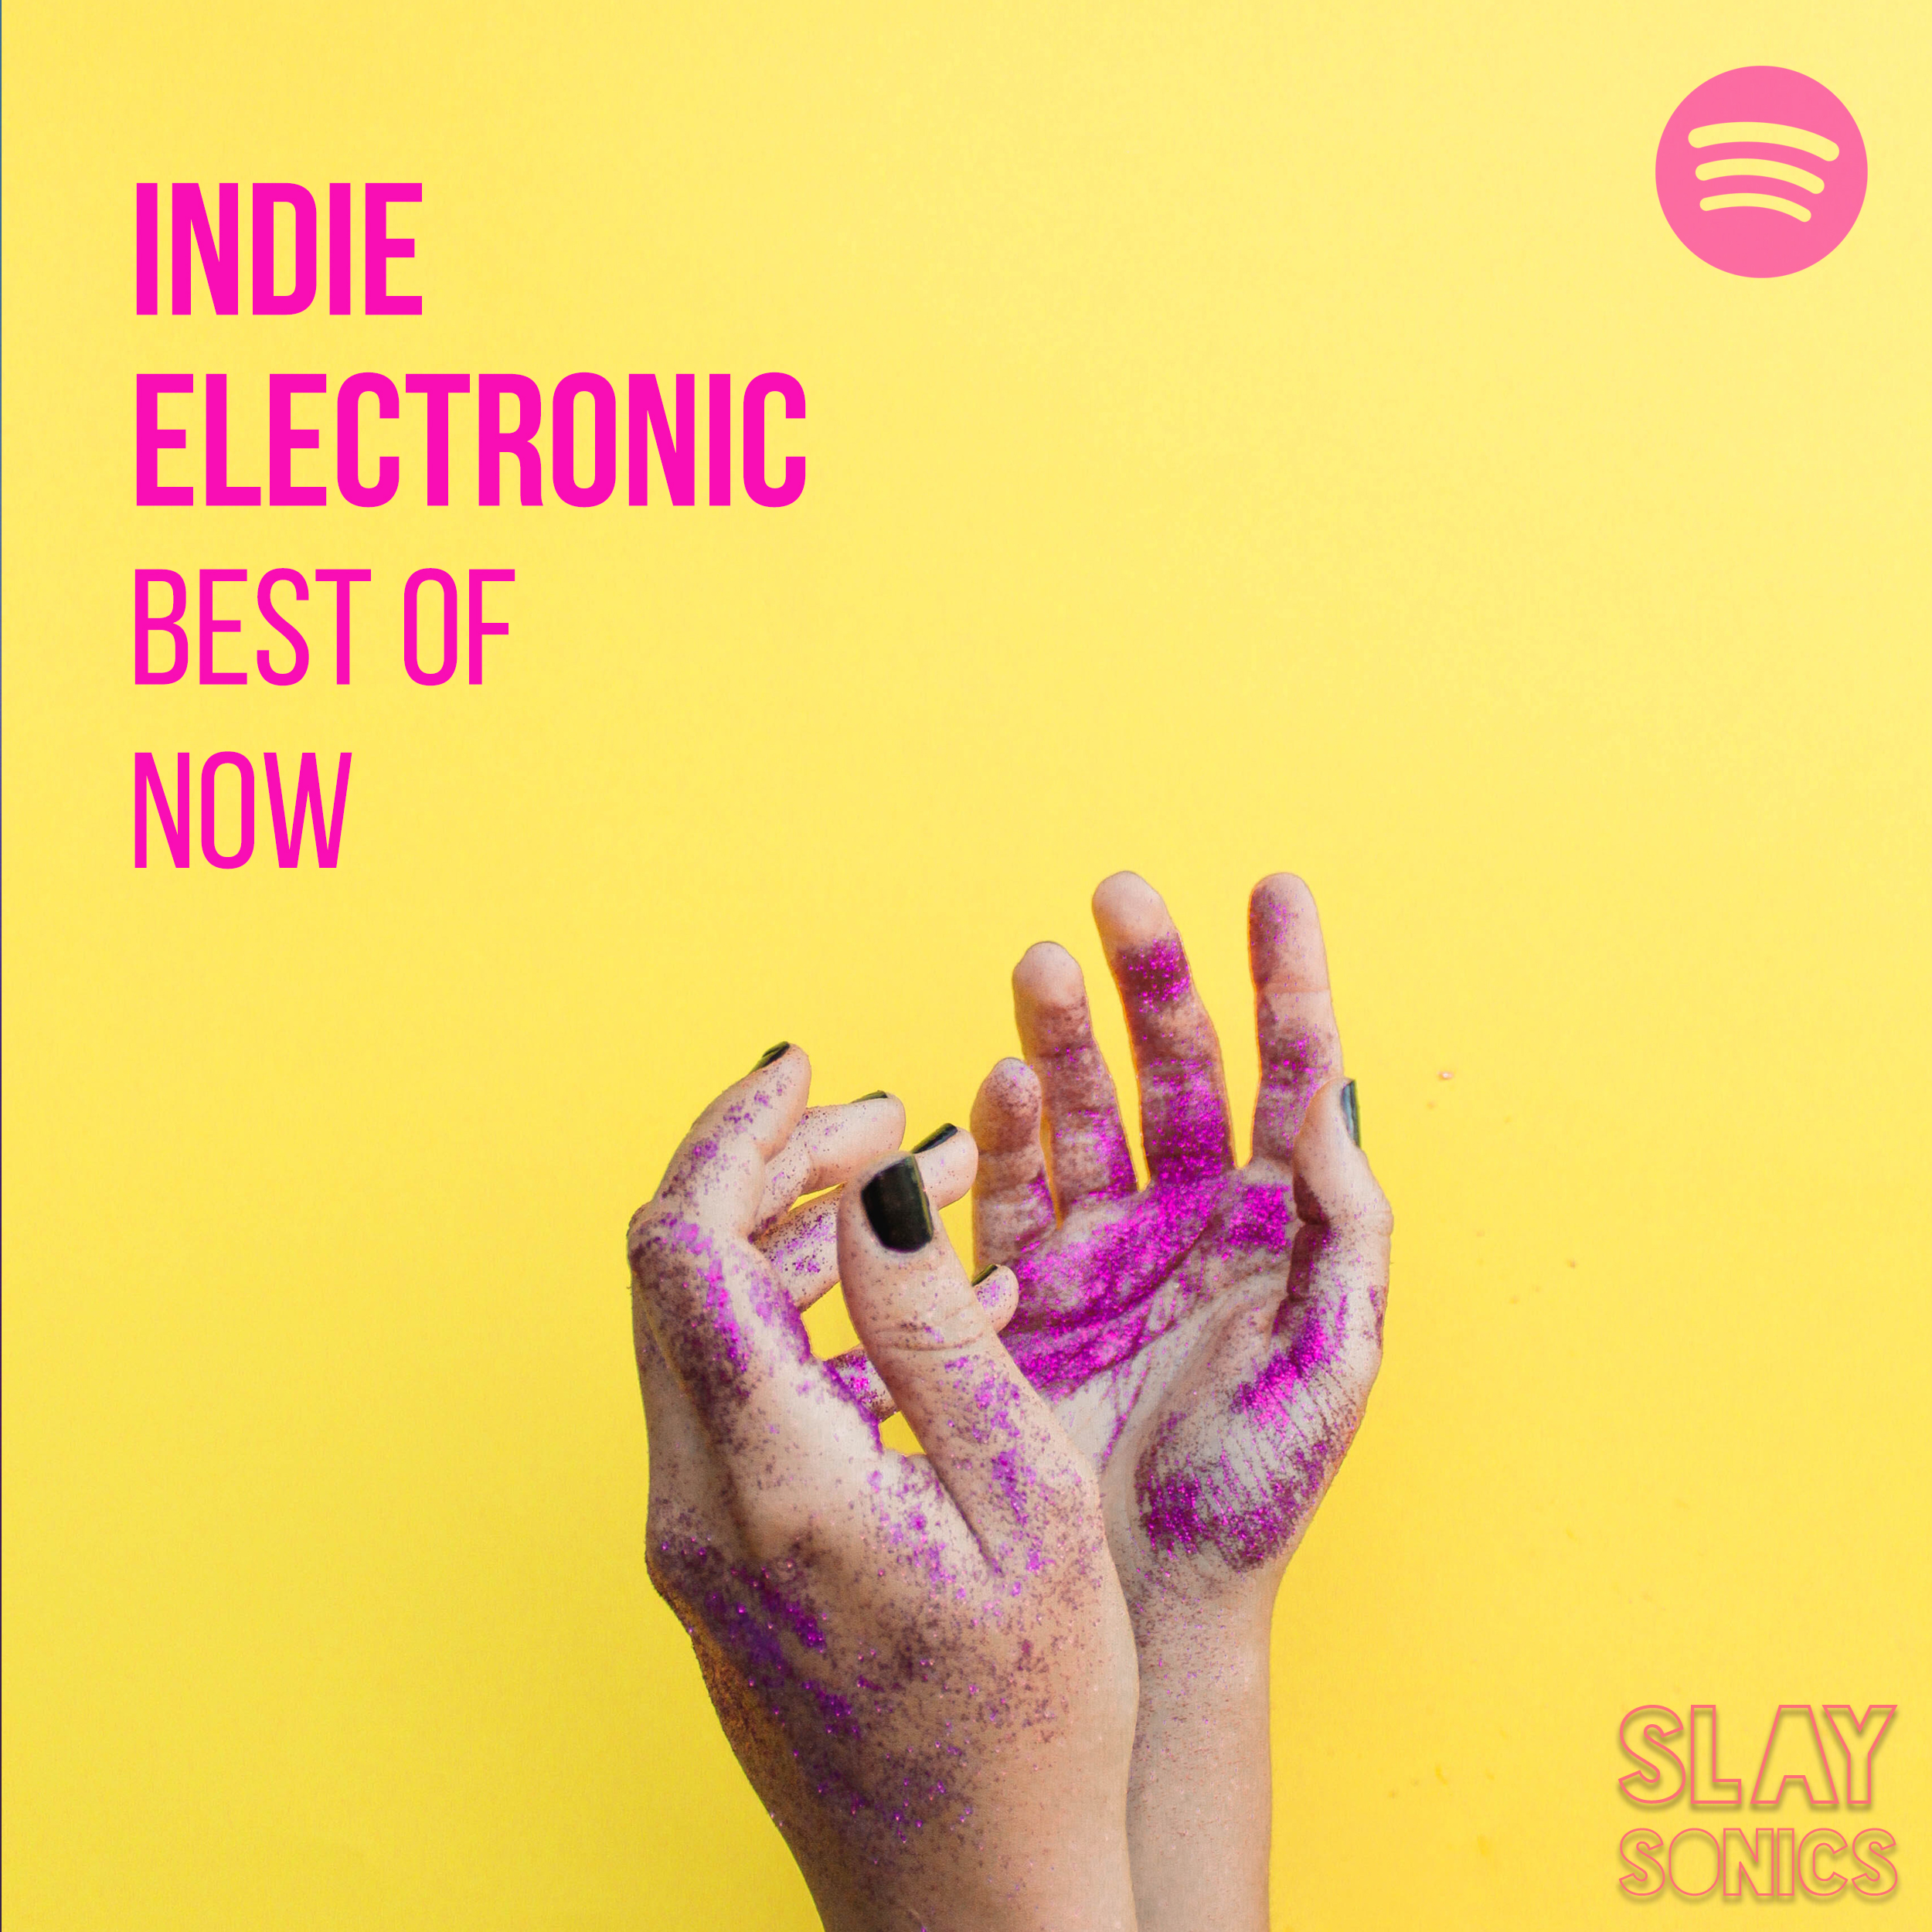 INDIE
ELECTRONIC
BEST OF
NOW
SLAY
SONICS